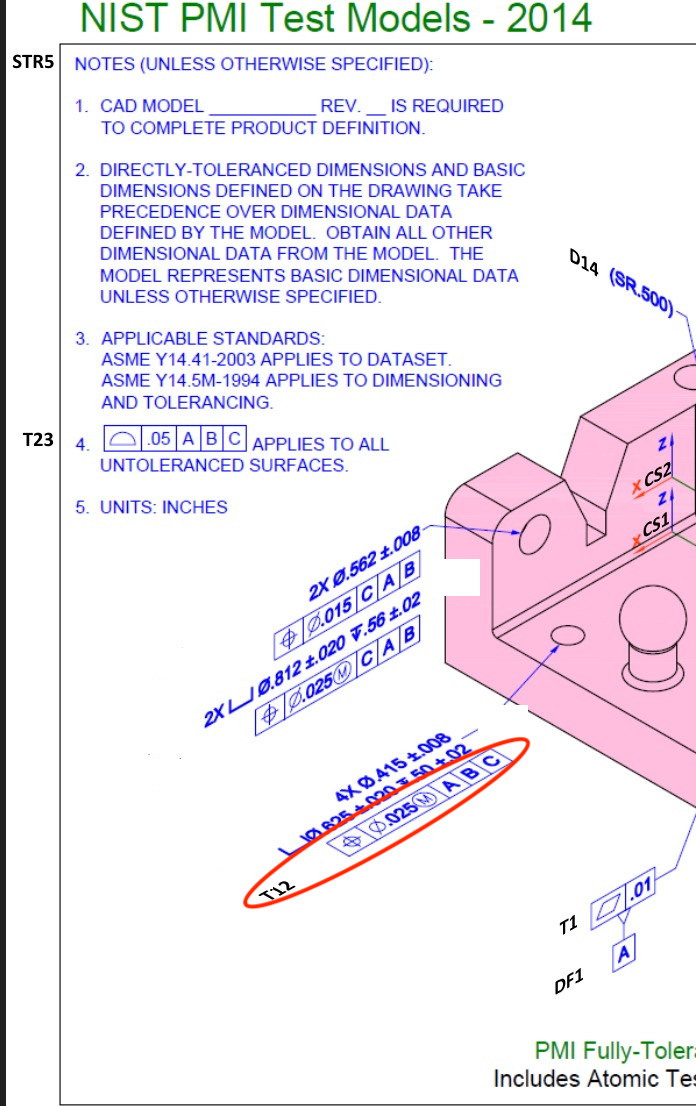 NIST PMI Test Models - 2014
STR5
NOTES (UNLESS OTHERWISE SPECIFIED):
1. CAD MODEL ___________ REV. __ IS REQUIRED
TO COMPLETE PRODUCT DEFINITION.
2. DIRECTLY-TOLERANCED DIMENSIONS AND BASIC
DIMENSIONS DEFINED ON THE DRAWING TAKE
PRECEDENCE OVER DIMENSIONAL DATA
DEFINED BY THE MODEL. OBTAIN ALL OTHER
DIMENSIONAL DATA FROM THE MODEL. THE
MODEL REPRESENTS BASIC DIMENSIONAL DATA
UNLESS OTHERWISE SPECIFIED.
3. APPLICABLE STANDARDS:
ASME Y14.41-2003 APPLIES TO DATASET.
ASME Y14.5M-1994 APPLIES TO DIMENSIONING
AND TOLERANCING.
T23
4. ⌓ .05 A B C APPLIES TO ALL
UNTOLERANCED SURFACES.
5. UNITS: INCHES
D14 (SR.500)
Z
X CS2
Z
X CS1
2X Ø.562 ±.008
⌖ Ø.015 C A B
2X ⌴ Ø.812 ±.020 ↧.56 ±.02
⌖ Ø.025Ⓜ C A B
4X Ø.415 ±.008
⌴ Ø.625 ±.020 ↧.50 ±.02
⌖ Ø.025Ⓜ A B C
T12
T1 ⏥ .01
A
DF1
PMI Fully-Tolera
Includes Atomic Tes